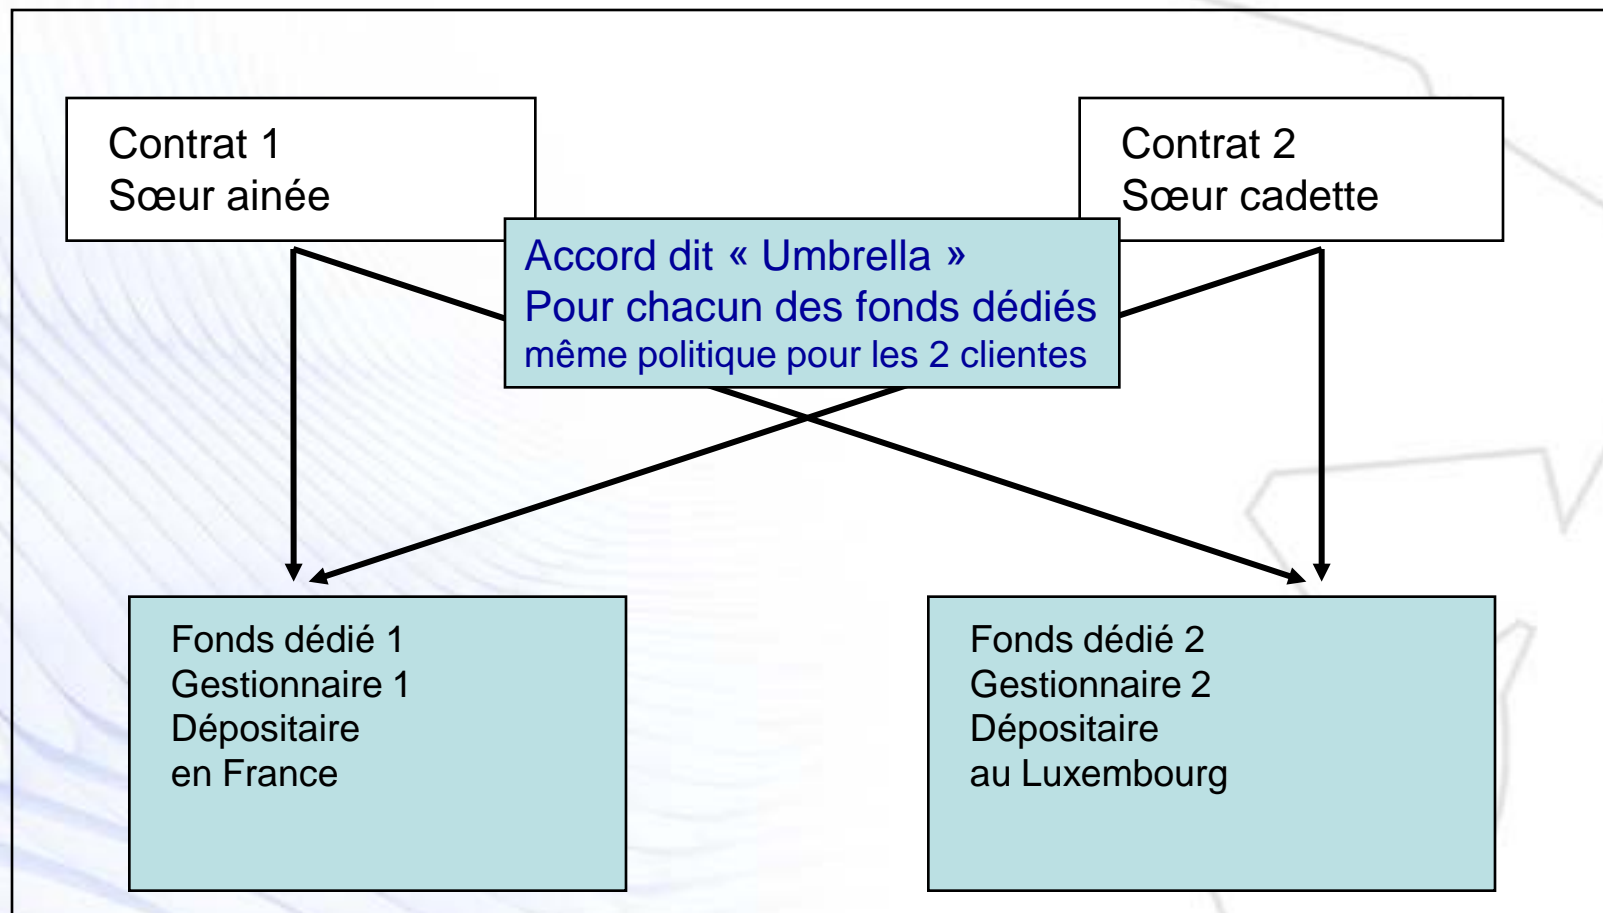 Contrat 1
Sœur ainée
Contrat 2
Sœur cadette
Accord dit « Umbrella »
Pour chacun des fonds dédiés
même politique pour les 2 clientes
Fonds dédié 1
Gestionnaire 1
Dépositaire
en France
Fonds dédié 2
Gestionnaire 2
Dépositaire
au Luxembourg